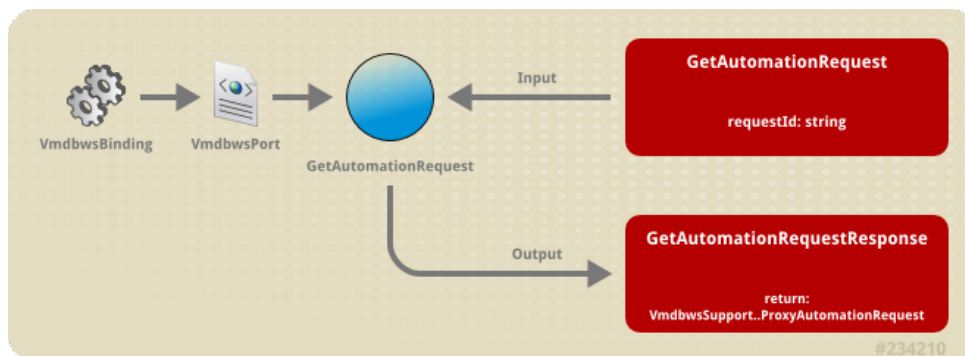 VmdbwsBinding
VmdbwsPort
GetAutomationRequest
Input
GetAutomationRequest
requestId: string
Output
GetAutomationRequestResponse
return:
VmdbwsSupport..ProxyAutomationRequest
#234210